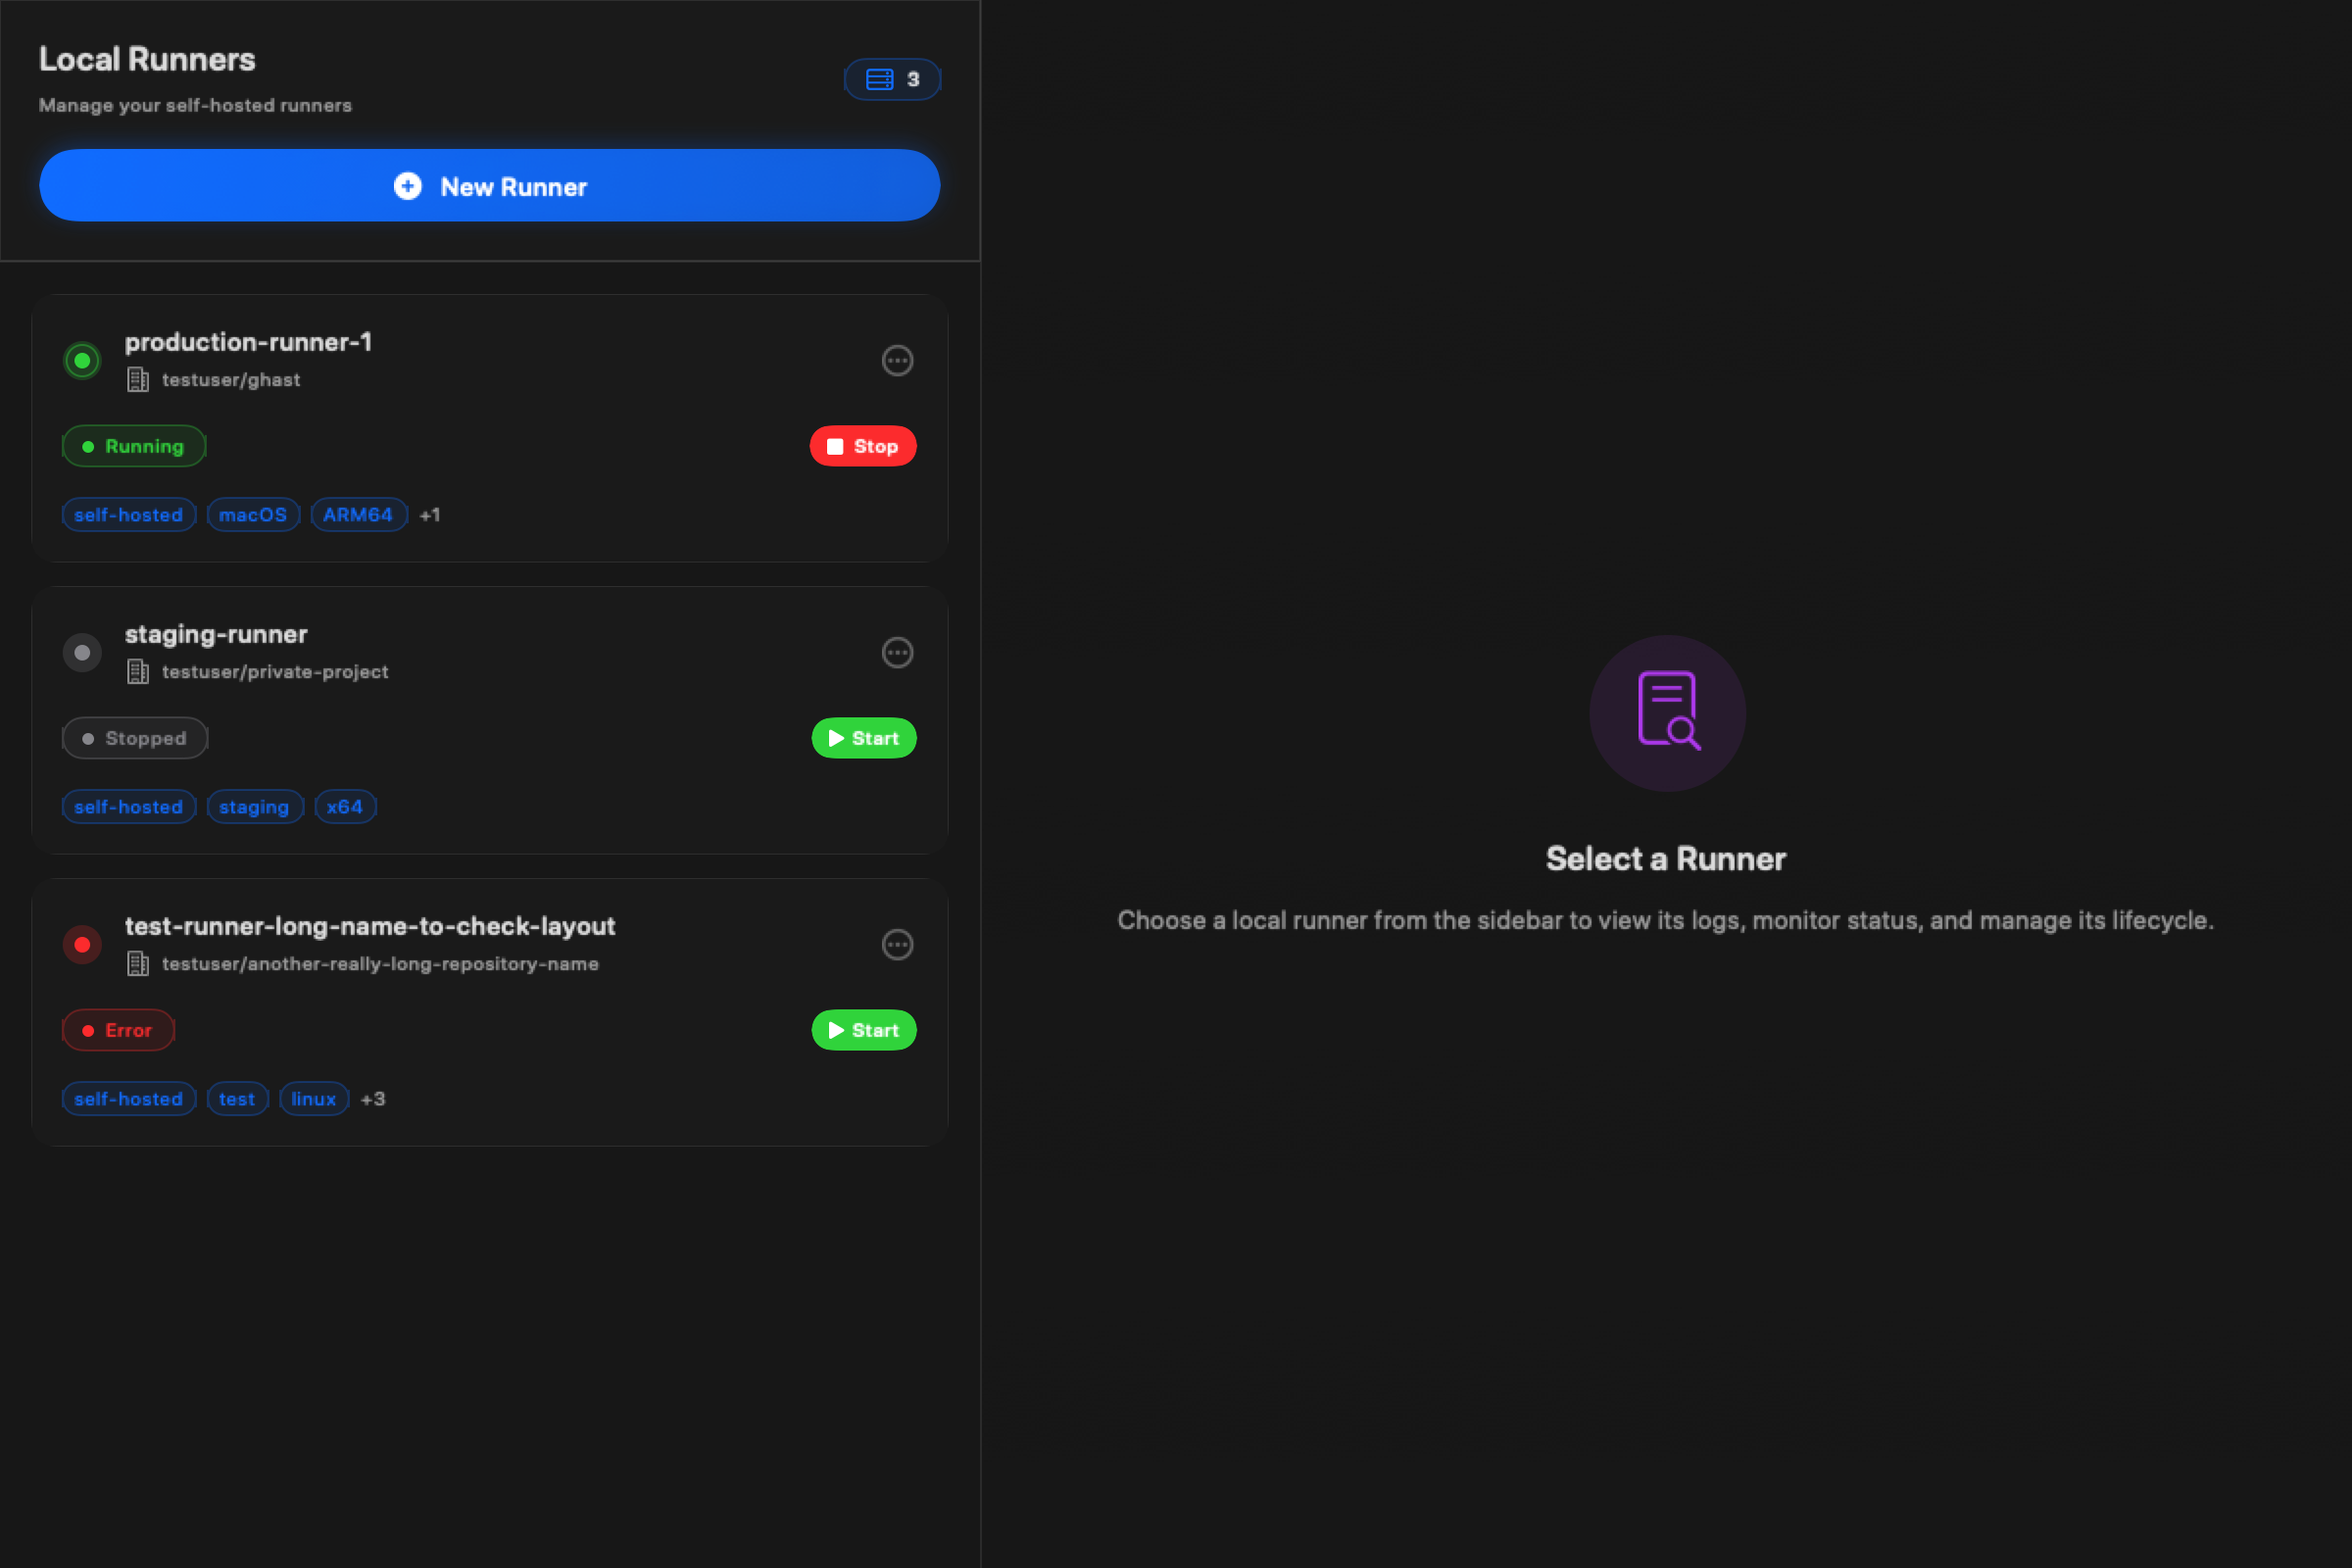 Local Runners
3
Manage your self-hosted runners
New Runner
production-runner-1
testuser/ghast
Running
Stop
self-hosted macOS ARM64 +1
staging-runner
testuser/private-project
Stopped
Start
self-hosted staging x64
test-runner-long-name-to-check-layout
testuser/another-really-long-repository-name
Error
Start
self-hosted test linux +3
Select a Runner
Choose a local runner from the sidebar to view its logs, monitor status, and manage its lifecycle.